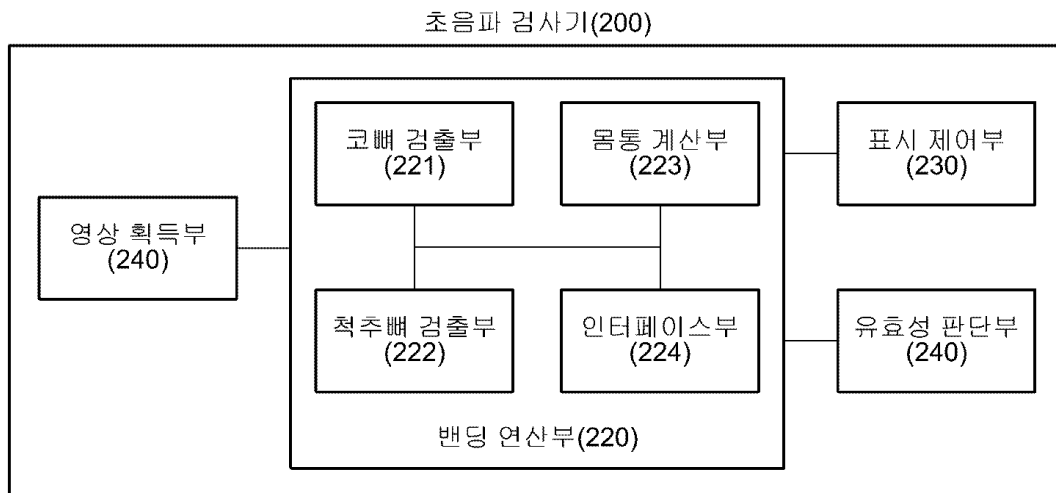 초음파 검사기(200)
코뼈 검출부
(221)
몸통 계산부
(223)
표시 제어부
(230)
영상 획득부
(240)
척추뼈 검출부
(222)
인터페이스부
(224)
유효성 판단부
(240)
밴딩 연산부(220)